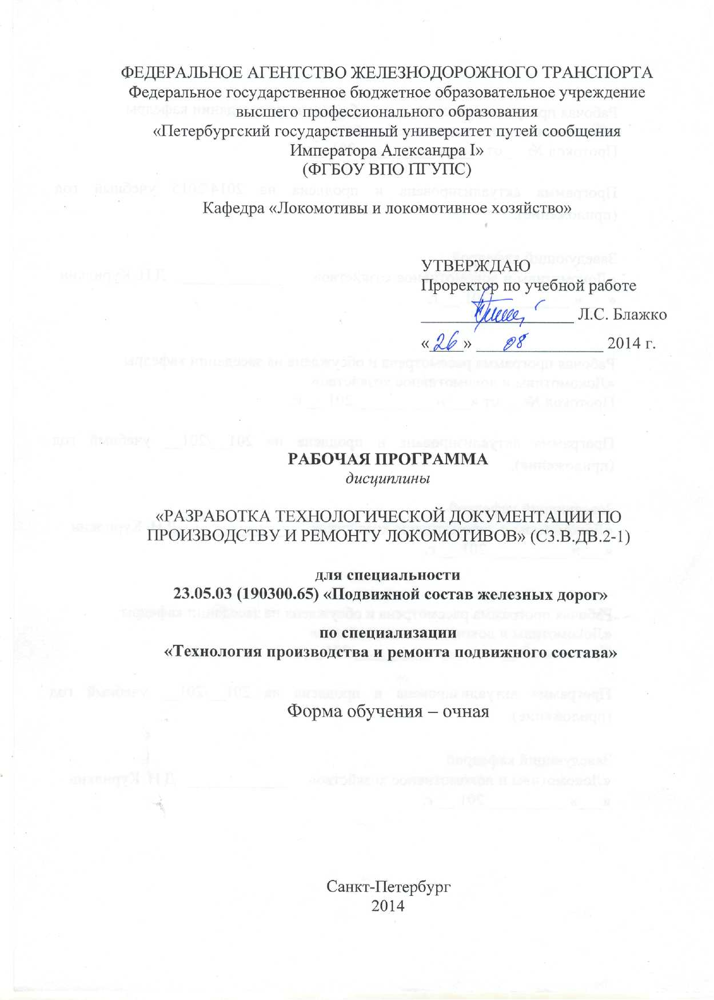 ФЕДЕРАЛЬНОЕ АГЕНТСТВО ЖЕЛЕЗНОДОРОЖНОГО ТРАНСПОРТА
Федеральное государственное бюджетное образовательное учреждение
высшего профессионального образования
«Петербургский государственный университет путей сообщения
Императора Александра I»
(ФГБОУ ВПО ПГУПС)
Кафедра «Локомотивы и локомотивное хозяйство»
УТВЕРЖДАЮ
Проректор по учебной работе
Л.С. Блажко
«26» 08 2014 г.
РАБОЧАЯ ПРОГРАММА
дисциплины
«РАЗРАБОТКА ТЕХНОЛОГИЧЕСКОЙ ДОКУМЕНТАЦИИ ПО
ПРОИЗВОДСТВУ И РЕМОНТУ ЛОКОМОТИВОВ» (С3.В.ДВ.2-1)
для специальности
23.05.03 (190300.65) «Подвижной состав железных дорог»
по специализации
«Технология производства и ремонта подвижного состава»
Форма обучения – очная
Санкт-Петербург
2014